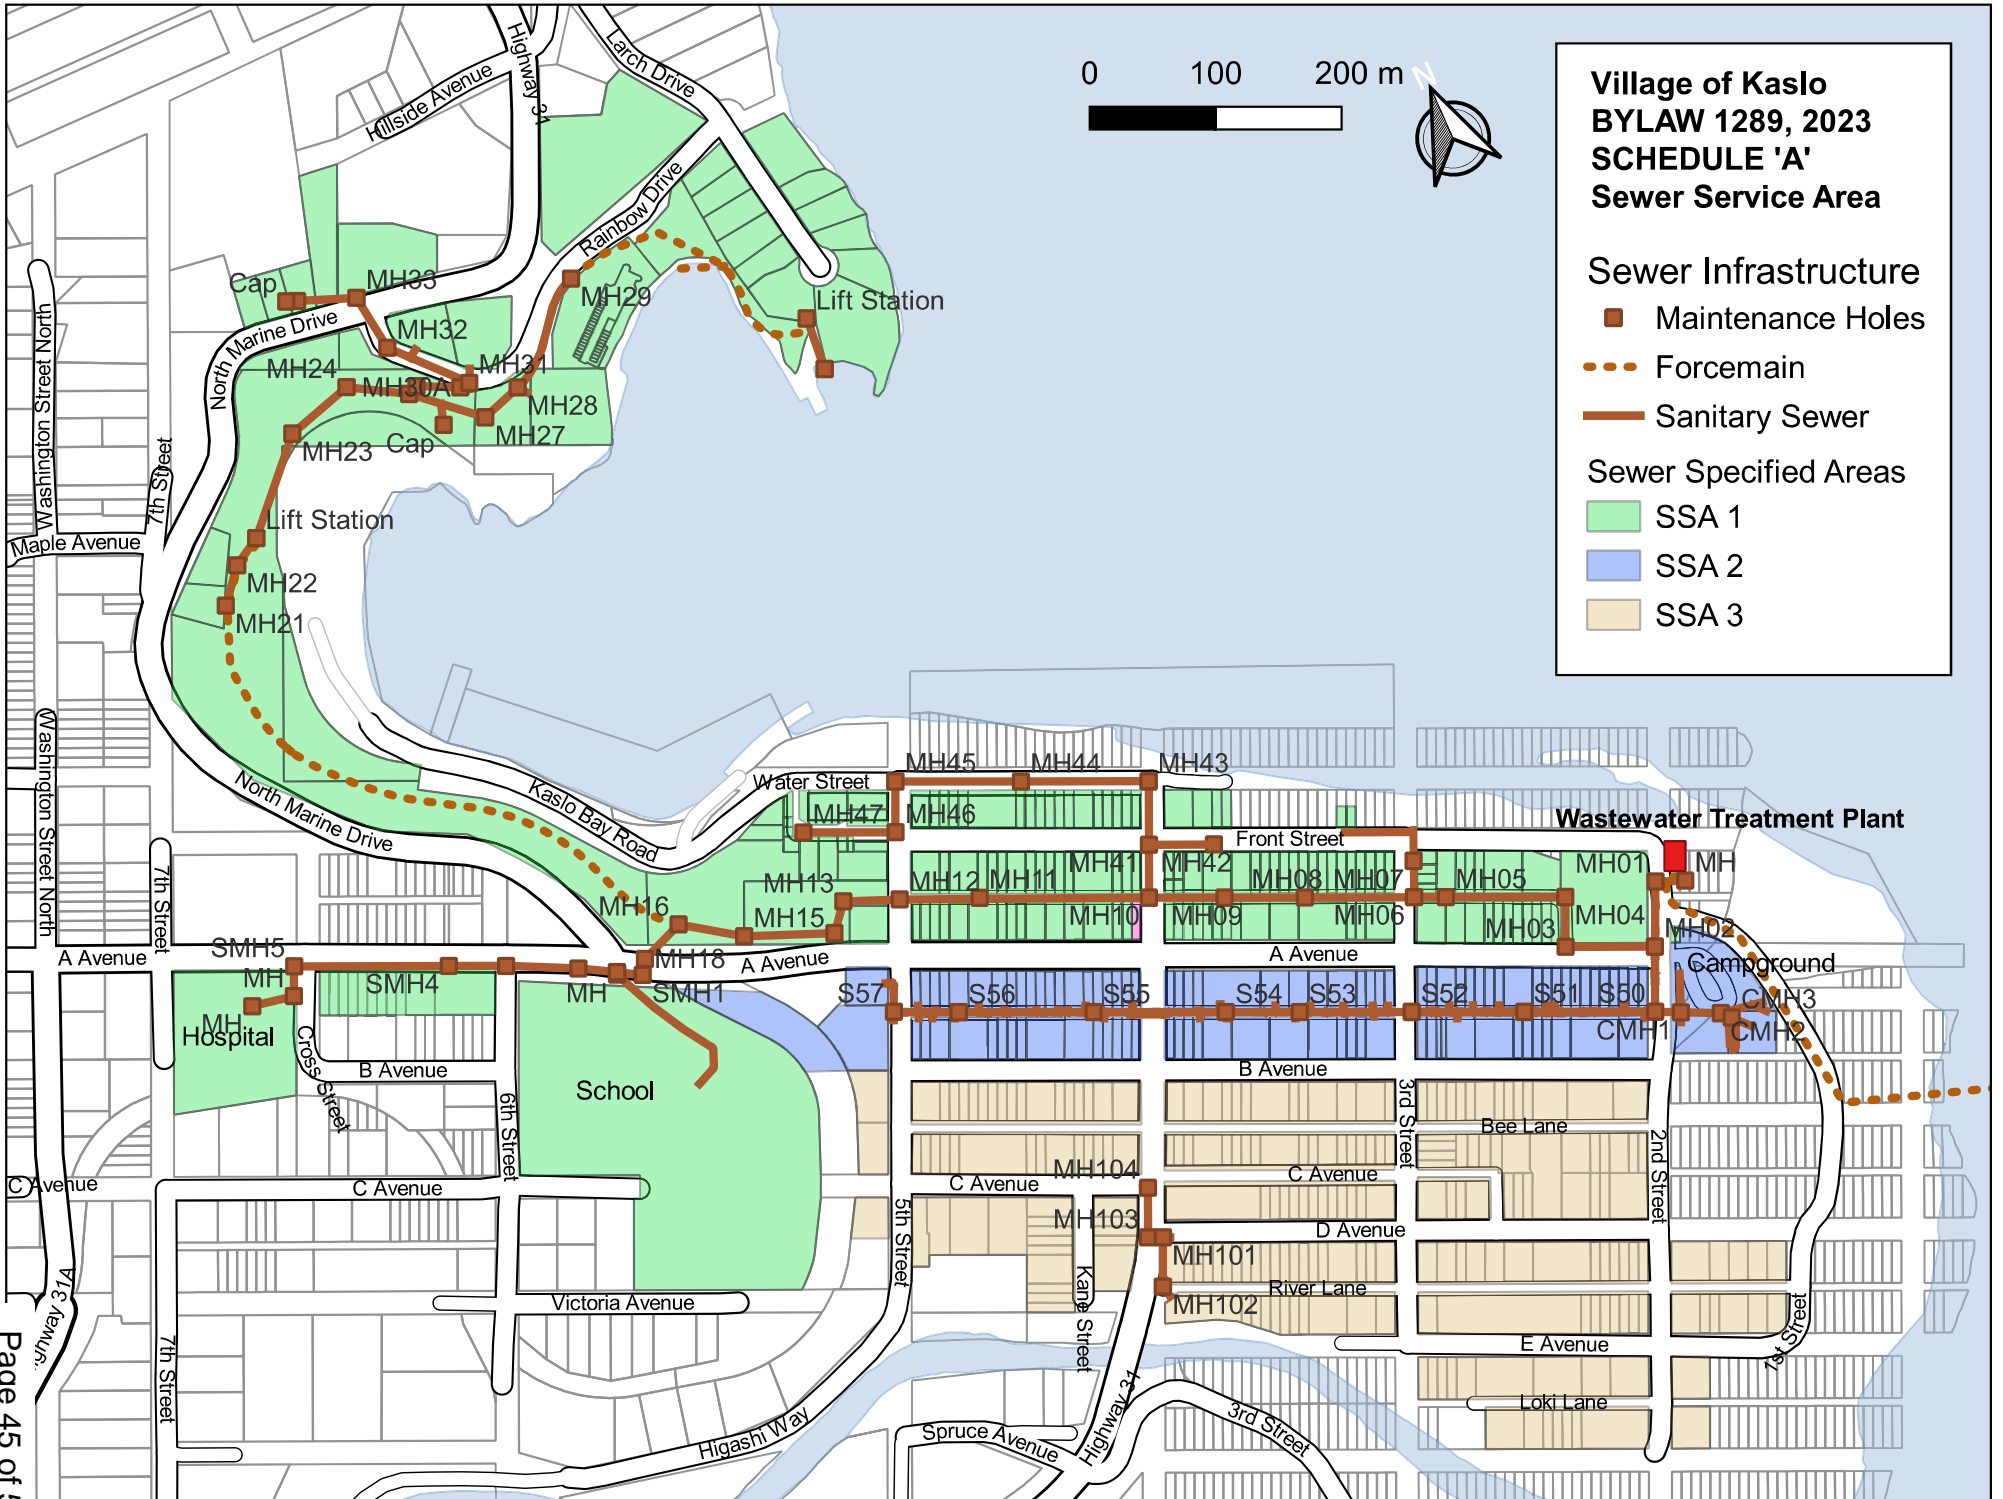 Village of Kaslo
BYLAW 1289, 2023
SCHEDULE 'A'
Sewer Service Area
Sewer Infrastructure
Maintenance Holes
Forcemain
Sanitary Sewer
Sewer Specified Areas
SSA 1
SSA 2
SSA 3
0 100 200 m
N
Highway 31
Larch Drive
Hillside Avenue
Rainbow Drive
Cap
MH33
MH29
Lift Station
North Marine Drive
MH32
MH31
MH24
MH30A
MH28
MH27
MH23
Cap
Washington Street North
7th Street
Maple Avenue
Lift Station
MH22
MH21
Washington Street North
North Marine Drive
Kaslo Bay Road
Water Street
MH45
MH44
MH43
MH47
MH46
Front Street
Wastewater Treatment Plant
MH41
MH42
MH01
MH
MH13
MH12
MH11
MH08
MH07
MH05
MH16
MH15
MH10
MH09
MH06
MH03
MH04
MH02
7th Street
A Avenue
SMH5
MH
SMH4
MH
MH18
SMH1
A Avenue
A Avenue
Campground
MH
Hospital
S57
S56
S55
S54
S53
S52
S51
S50
CMH1
CMH3
CMH2
Cross Street
B Avenue
B Avenue
School
6th Street
3rd Street
Bee Lane
2nd Street
C Avenue
C Avenue
C Avenue
C Avenue
MH104
MH103
D Avenue
MH101
River Lane
MH102
5th Street
Kane Street
Victoria Avenue
E Avenue
1st Street
Loki Lane
7th Street
Higashi Way
Spruce Avenue
Highway 31
3rd Street
Page 45 of